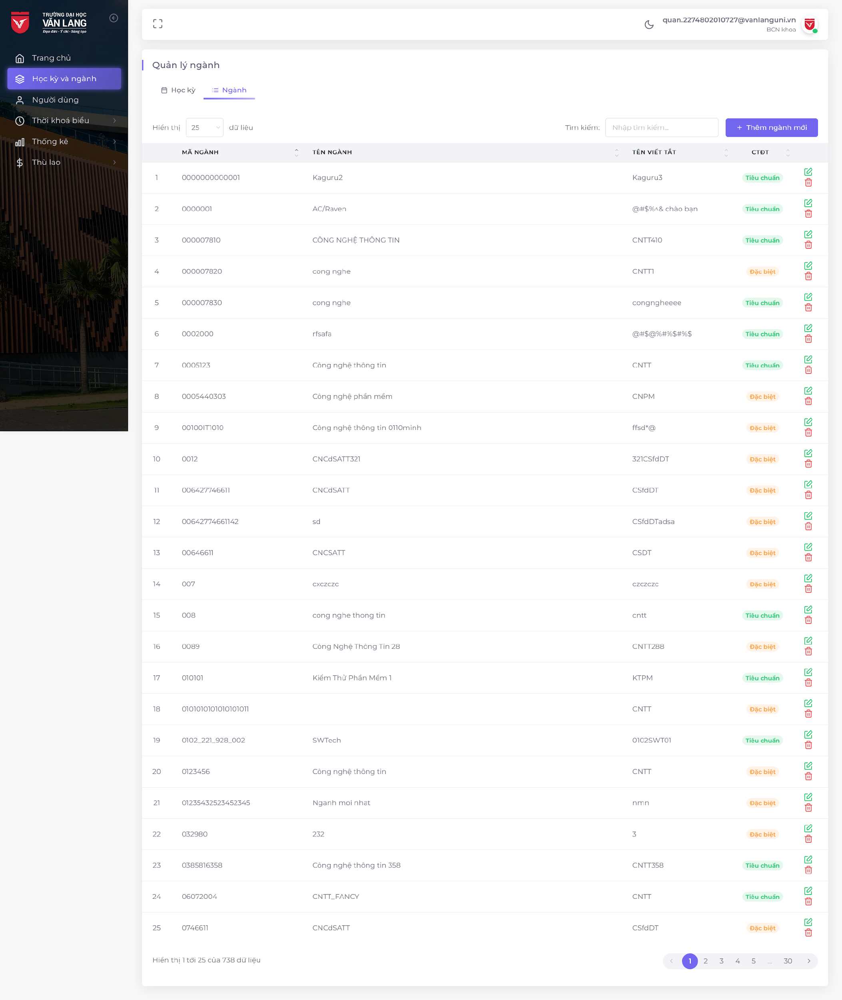 TRƯỜNG ĐẠI HỌC
VĂN LANG
Đạo đức - Ý chí - Sáng tạo
Trang chủ
Học kỳ và ngành
Người dùng
Thời khoá biểu
Thống kê
Thù lao
quan.2274802010727@vanlanguni.vn
BCN khoa
Quản lý ngành
Học kỳ Ngành
Hiển thị 25 dữ liệu Tìm kiếm: Nhập tìm kiếm... + Thêm ngành mới
MÃ NGÀNH TÊN NGÀNH TÊN VIẾT TẮT CTĐT
1 0000000000001 Kaguru2 Kaguru3 Tiêu chuẩn
2 0000001 AC/Raven @#$%^& chào bạn Tiêu chuẩn
3 000007810 CÔNG NGHỆ THÔNG TIN CNTT410 Tiêu chuẩn
4 000007820 cong nghe CNTT1 Đặc biệt
5 000007830 cong nghe congngheeee Tiêu chuẩn
6 0002000 rfsafa @#$@%#%$#%$ Tiêu chuẩn
7 0005123 Công nghệ thông tin CNTT Tiêu chuẩn
8 0005440303 Công nghệ phần mềm CNPM Đặc biệt
9 00100IT1010 Công nghệ thông tin 0110minh ffsd*@ Đặc biệt
10 0012 CNCdSATT321 321CSfdDT Đặc biệt
11 006427746611 CNCdSATT CSfdDT Đặc biệt
12 00642774661142 sd CSfdDTadsa Đặc biệt
13 00646611 CNCSATT CSDT Đặc biệt
14 007 cxczczc czczczc Đặc biệt
15 008 cong nghe thong tin cntt Tiêu chuẩn
16 0089 Công Nghệ Thông Tin 28 CNTT288 Đặc biệt
17 010101 Kiểm Thử Phần Mềm 1 KTPM Tiêu chuẩn
18 0101010101010101011 CNTT Đặc biệt
19 0102_221_928_002 SWTech 0102SWT01 Tiêu chuẩn
20 0123456 Công nghệ thông tin CNTT Đặc biệt
21 01235432523452345 Nganh moi nhat nmn Đặc biệt
22 032980 232 3 Đặc biệt
23 0385816358 Công nghệ thông tin 358 CNTT358 Tiêu chuẩn
24 06072004 CNTT_FANCY CNTT Tiêu chuẩn
25 0746611 CNCdSATT CSfdDT Đặc biệt
Hiển thị 1 tới 25 của 738 dữ liệu 1 2 3 4 5 ... 30